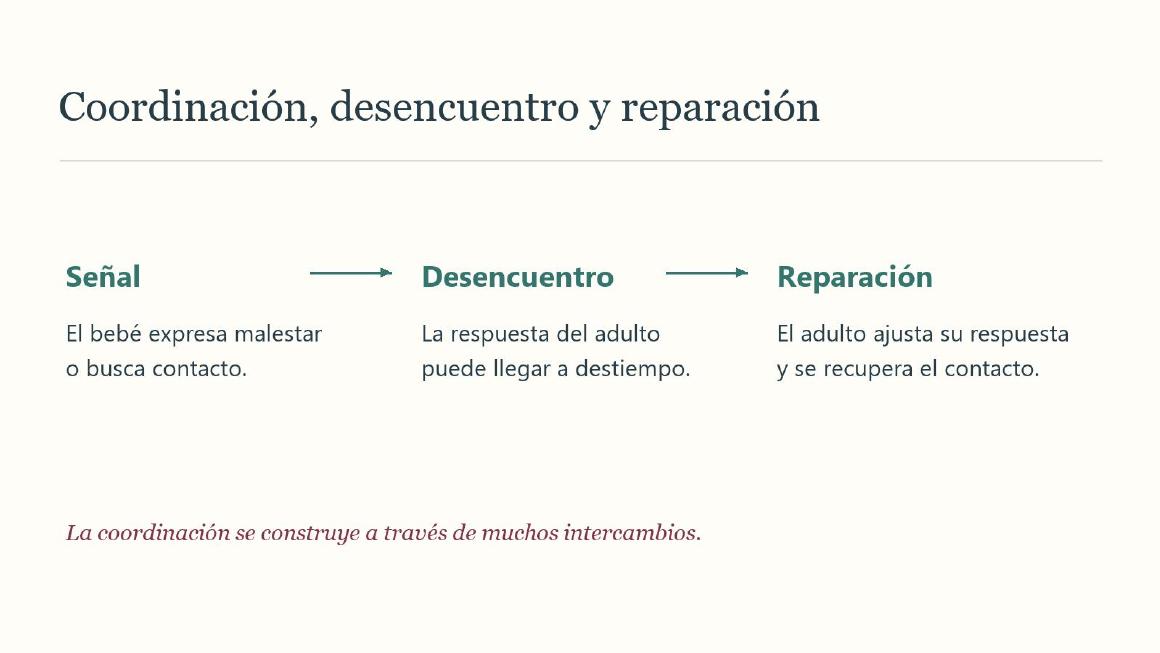 Coordinación, desencuentro y reparación
Señal
El bebé expresa malestar
o busca contacto.
Desencuentro
La respuesta del adulto
puede llegar a destiempo.
Reparación
El adulto ajusta su respuesta
y se recupera el contacto.
La coordinación se construye a través de muchos intercambios.